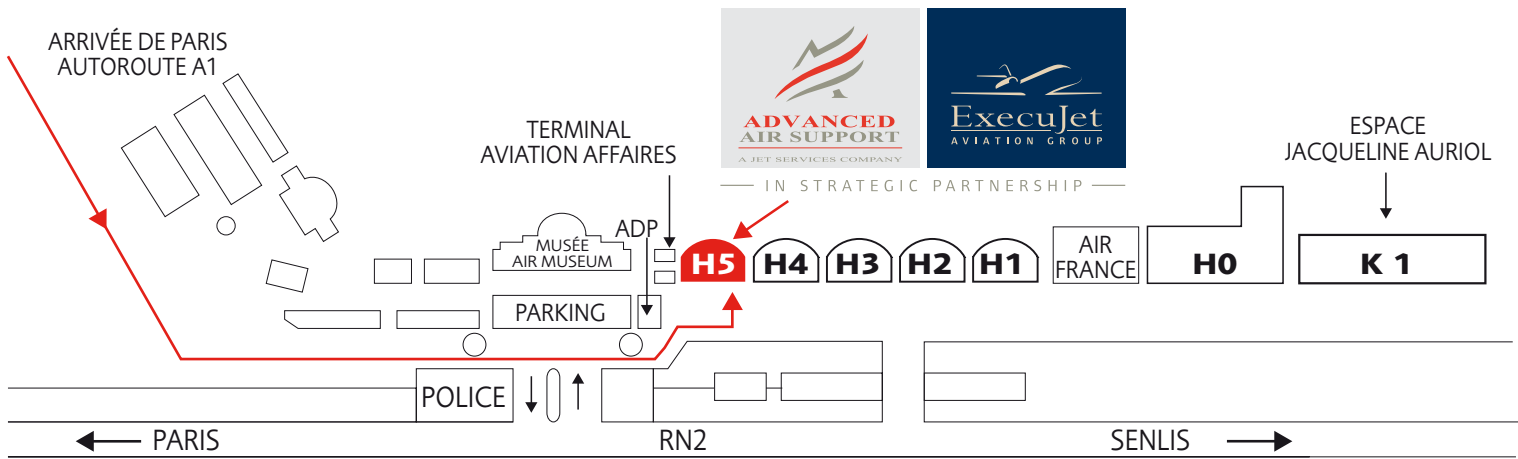 ARRIVÉE DE PARIS
AUTOROUTE A1
TERMINAL
AVIATION AFFAIRES
ADVANCED
AIR SUPPORT
A JET SERVICES COMPANY
ExecuJet
AVIATION GROUP
IN STRATEGIC PARTNERSHIP
ESPACE
JACQUELINE AURIOL
MUSÉE
AIR MUSEUM
ADP
H5
H4
H3
H2
H1
AIR
FRANCE
H0
K 1
PARKING
POLICE
PARIS
RN2
SENLIS